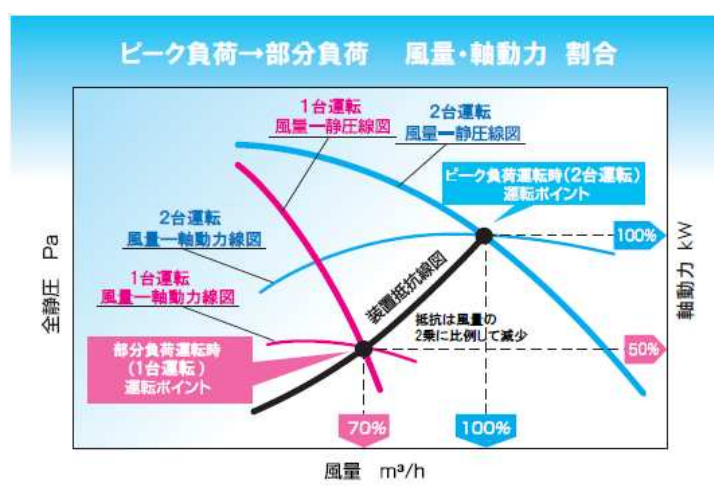 ピーク負荷→部分負荷 風量・軸動力 割合
1台運転
風量ー静圧線図
2台運転
風量ー静圧線図
ピーク負荷運転時(2台運転)
運転ポイント
2台運転
風量ー軸動力線図
100%
全静圧 Pa
軸動力 kW
1台運転
風量ー軸動力線図
装置抵抗線図
抵抗は風量の
2乗に比例して減少
部分負荷運転時
(1台運転)
運転ポイント
50%
70%
100%
風量 m³/h